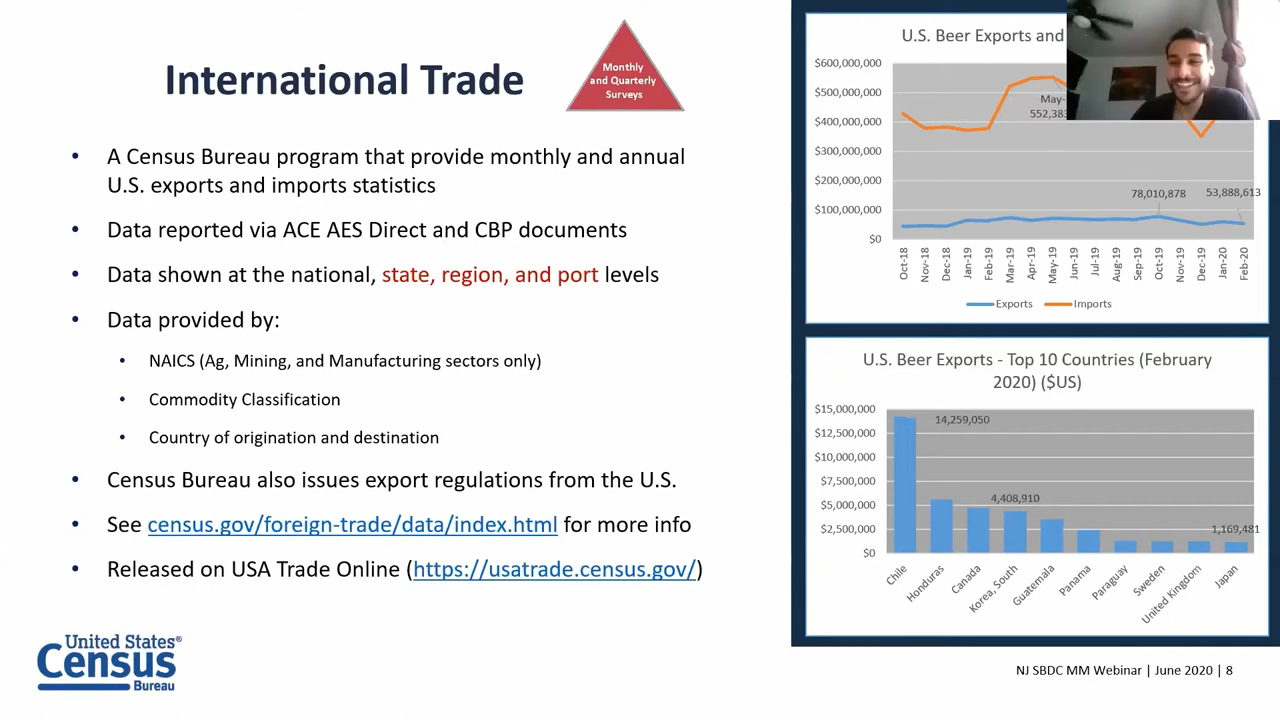 International Trade
Monthly
and Quarterly
Surveys
• A Census Bureau program that provide monthly and annual
U.S. exports and imports statistics
• Data reported via ACE AES Direct and CBP documents
• Data shown at the national, state, region, and port levels
• Data provided by:
• NAICS (Ag, Mining, and Manufacturing sectors only)
• Commodity Classification
• Country of origination and destination
• Census Bureau also issues export regulations from the U.S.
• See census.gov/foreign-trade/data/index.html for more info
• Released on USA Trade Online (https://usatrade.census.gov/)
United States®
Census
Bureau
U.S. Beer Exports and
$600,000,000
$500,000,000
$400,000,000
$300,000,000
$200,000,000
$100,000,000
$0
May-
552,383
78,010,878
53,888,613
Oct-18
Nov-18
Dec-18
Jan-19
Feb-19
Mar-19
Apr-19
May-19
Jun-19
Jul-19
Aug-19
Sep-19
Oct-19
Nov-19
Dec-19
Jan-20
Feb-20
Exports Imports
U.S. Beer Exports - Top 10 Countries (February
2020) ($US)
$15,000,000
$12,500,000
$10,000,000
$7,500,000
$5,000,000
$2,500,000
$0
14,259,050
4,408,910
1,169,481
Chile
Honduras
Canada
Korea, South
Guatemala
Panama
Paraguay
Sweden
United Kingdom
Japan
NJ SBDC MM Webinar | June 2020 | 8